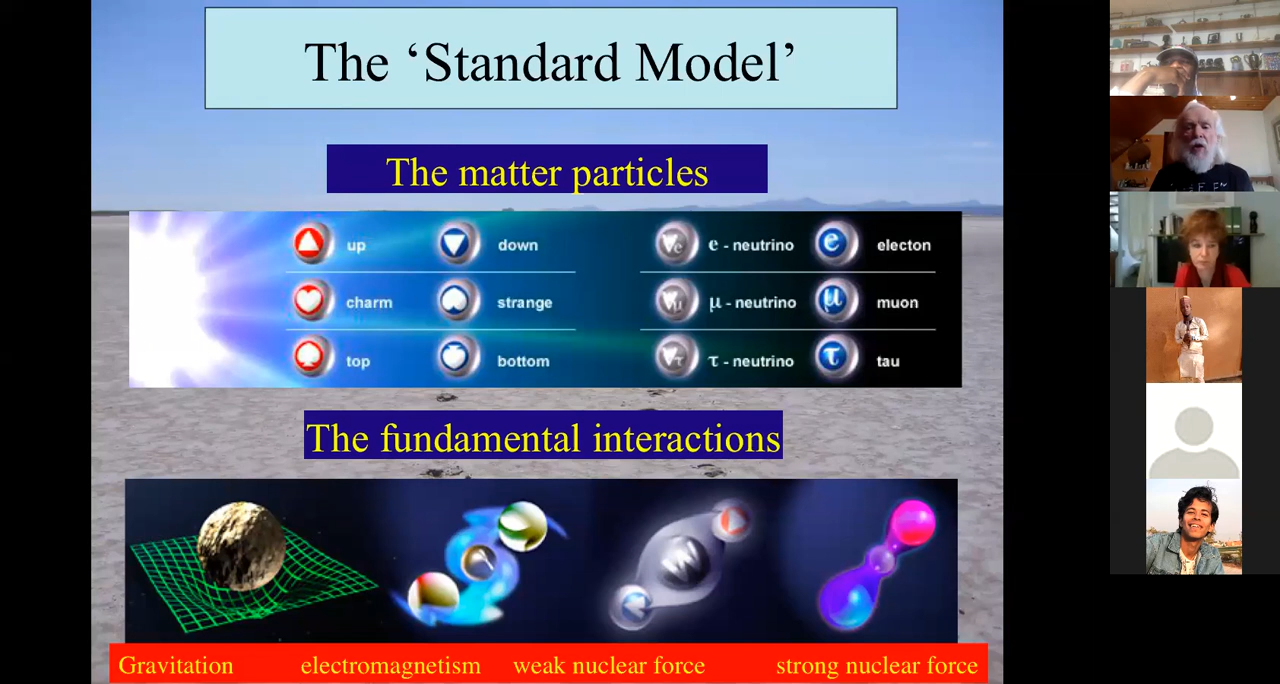 The ‘Standard Model’
The matter particles
up down e - neutrino e electon
charm strange μ - neutrino μ muon
top bottom τ - neutrino τ tau
The fundamental interactions
Gravitation electromagnetism weak nuclear force strong nuclear force